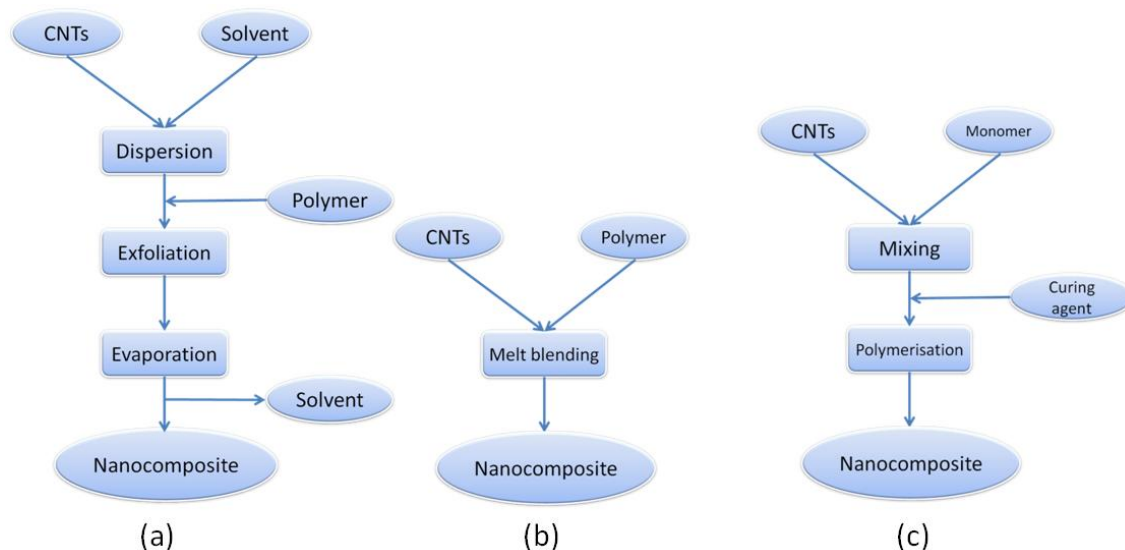 CNTs
Solvent
Dispersion
Polymer
Exfoliation
Evaporation
Solvent
Nanocomposite
(a)
CNTs
Polymer
Melt blending
Nanocomposite
(b)
CNTs
Monomer
Mixing
Curing
agent
Polymerisation
Nanocomposite
(c)